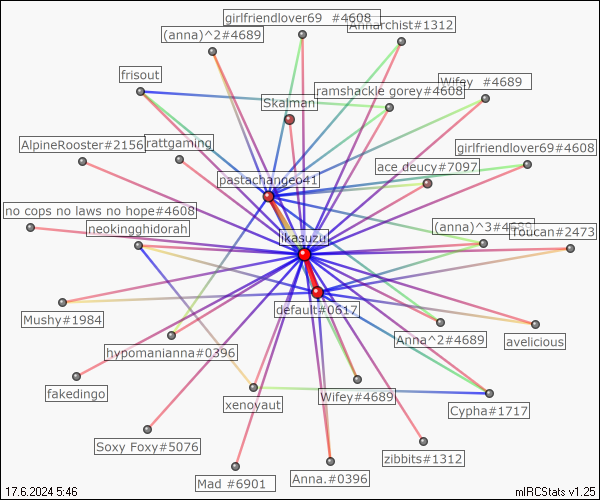 girlfriendlover69 #4608
Annarchist#1312
(anna)^2#4689
frisout
Wifey #4689
ramshackle gorey#4608
Skalman
AlpineRooster#2156
rattgaming
girlfriendlover69#4608
ace deucy#7097
pastachangeo41
no cops no laws no hope#4608
neokingghidorah
(anna)^3#4689
Toucan#2473
ikasuzu
default#0617
Mushy#1984
Anna^2#4689
avelicious
hypomanianna#0396
fakedingo
xenoyaut
Wifey#4689
Cypha#1717
Soxy Foxy#5076
zibbits#1312
Mad #6901
Anna.#0396
17.6.2024 5:46
mIRCStats v1.25